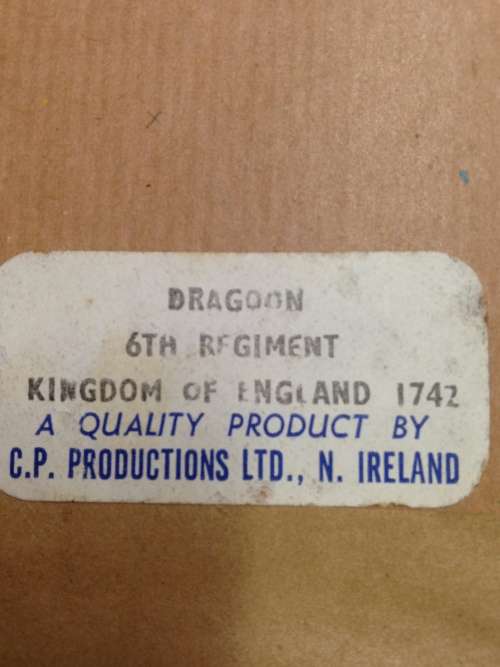 DRAGOON
6TH REGIMENT
KINGDOM OF ENGLAND 1742
A QUALITY PRODUCT BY
C.P. PRODUCTIONS LTD., N. IRELAND